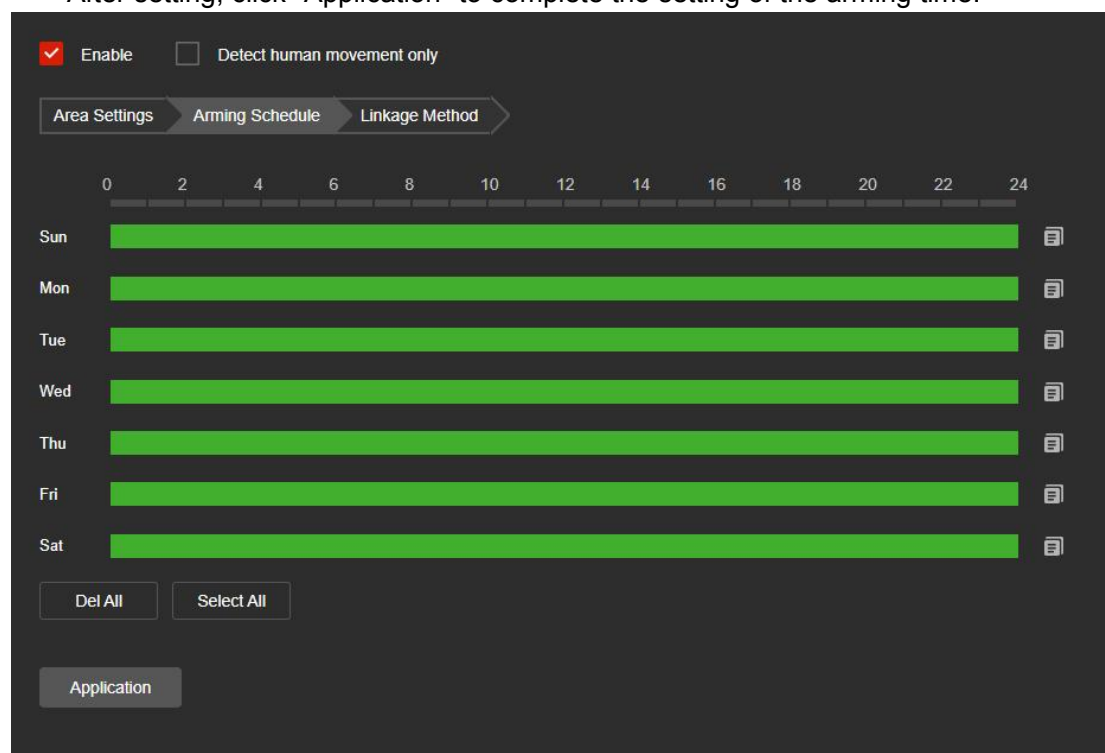 After setting, click "Application" to complete the setting of the arming time.
Enable Detect human movement only
Area Settings Arming Schedule Linkage Method
0 2 4 6 8 10 12 14 16 18 20 22 24
Sun
Mon
Tue
Wed
Thu
Fri
Sat
Del All Select All
Application